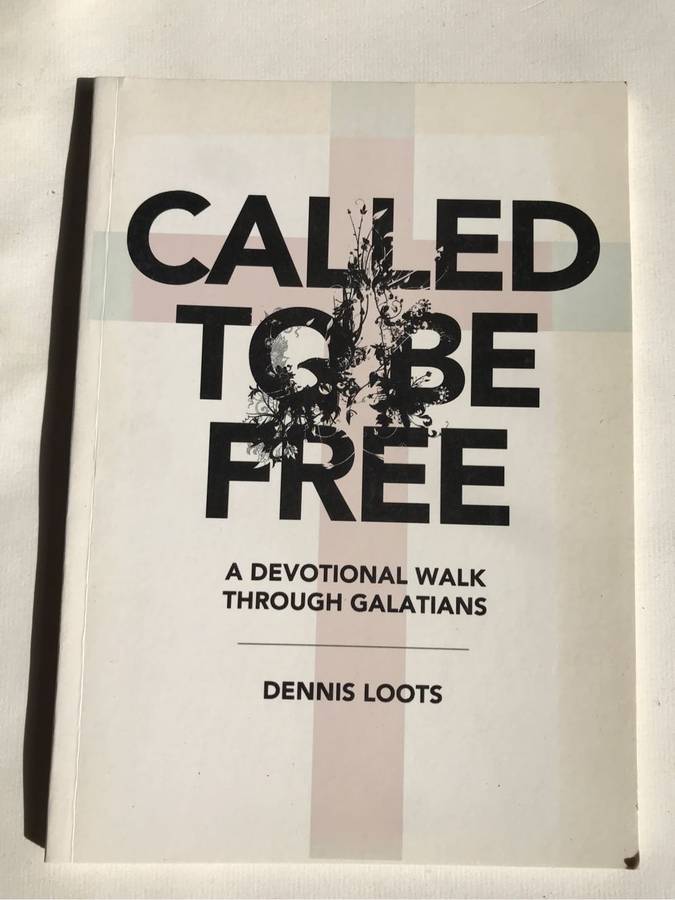 CALLED
TO BE
FREE
A DEVOTIONAL WALK
THROUGH GALATIANS
DENNIS LOOTS